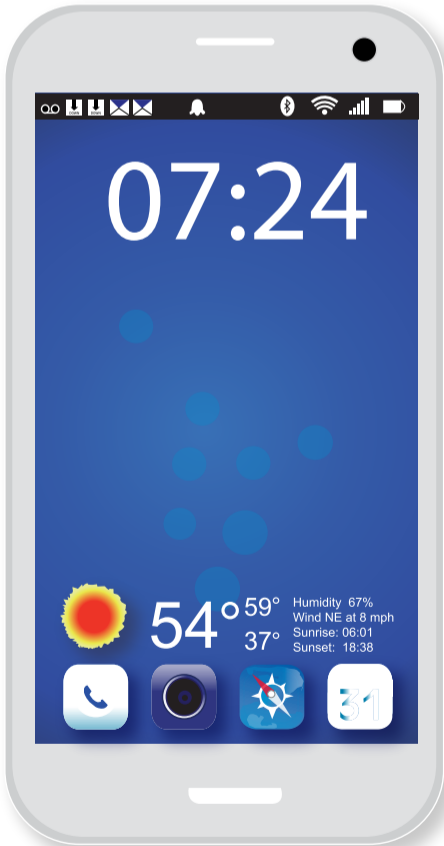 07:24
54° 59°
37°
Humidity 67%
Wind NE at 8 mph
Sunrise: 06:01
Sunset: 18:38
31